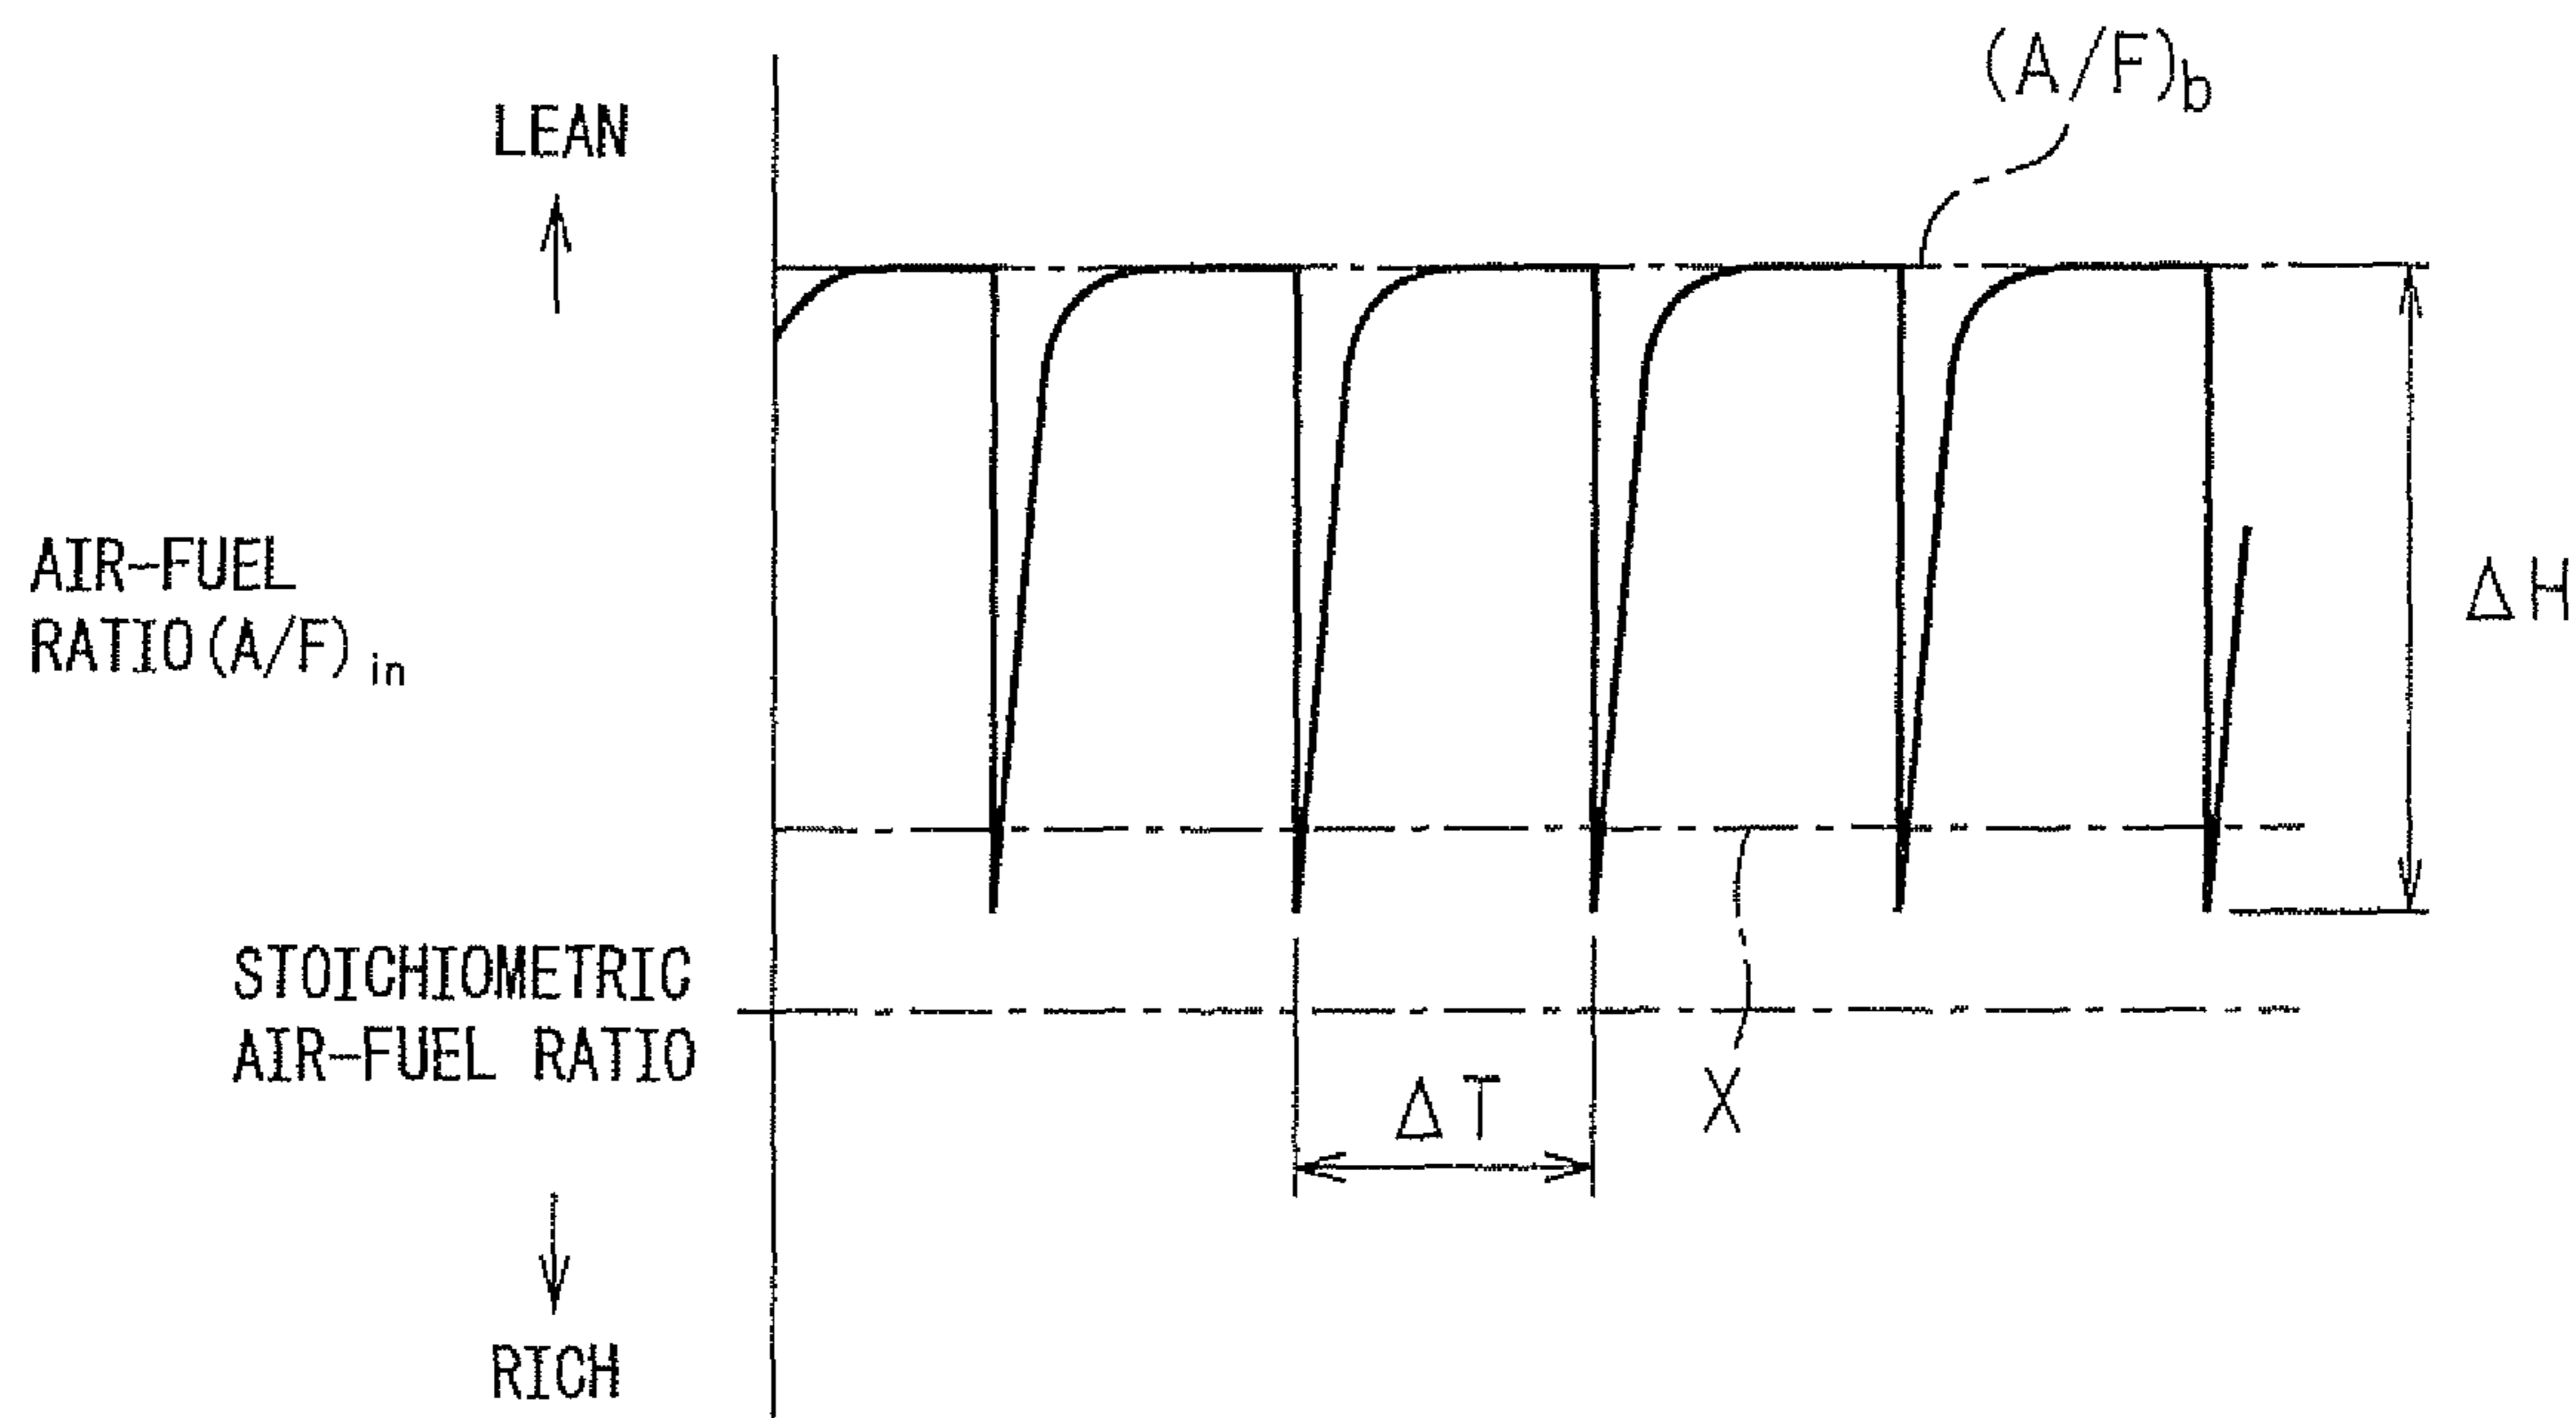 (A/F)b
LEAN
AIR-FUEL
RATIO(A/F)in
ΔH
STOICHIOMETRIC
AIR-FUEL RATIO
ΔT
X
RICH